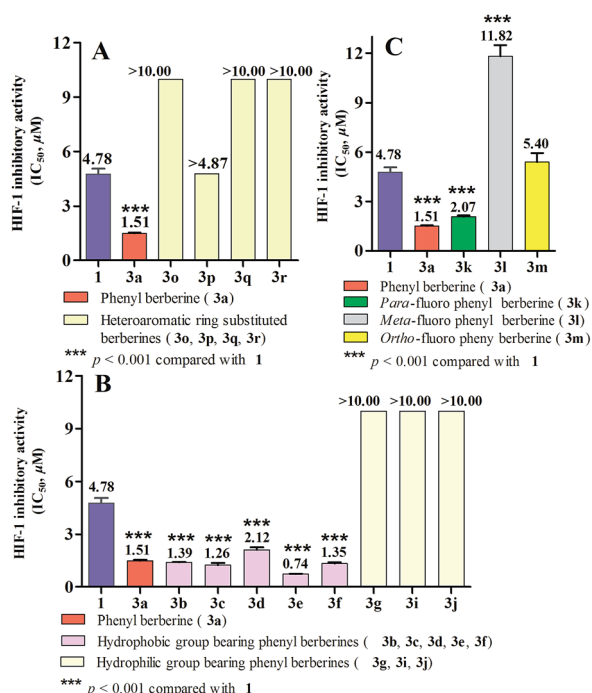 A
HIF-1 inhibitory activity
(IC50, µM)
12
9
6
3
0
4.78
***
1.51
>10.00
>4.87
>10.00
>10.00
1 3a 3o 3p 3q 3r
Phenyl berberine ( 3a)
Heteroaromatic ring substituted
berberines ( 3o, 3p, 3q, 3r)
*** p < 0.001 compared with 1
C
HIF-1 inhibitory activity
(IC50, µM)
12
9
6
3
0
4.78
***
1.51
***
2.07
***
11.82
5.40
1 3a 3k 3l 3m
Phenyl berberine ( 3a)
Para-fluoro phenyl berberine ( 3k)
Meta-fluoro phenyl berberine ( 3l)
Ortho-fluoro pheny berberine ( 3m)
*** p < 0.001 compared with 1
B
HIF-1 inhibitory activity
(IC50, µM)
12
9
6
3
0
4.78
***
1.51
***
1.39
***
1.26
***
2.12
***
0.74
***
1.35
>10.00
>10.00
>10.00
1 3a 3b 3c 3d 3e 3f 3g 3i 3j
Phenyl berberine ( 3a)
Hydrophobic group bearing phenyl berberines ( 3b, 3c, 3d, 3e, 3f)
Hydrophilic group bearing phenyl berberines ( 3g, 3i, 3j)
*** p < 0.001 compared with 1